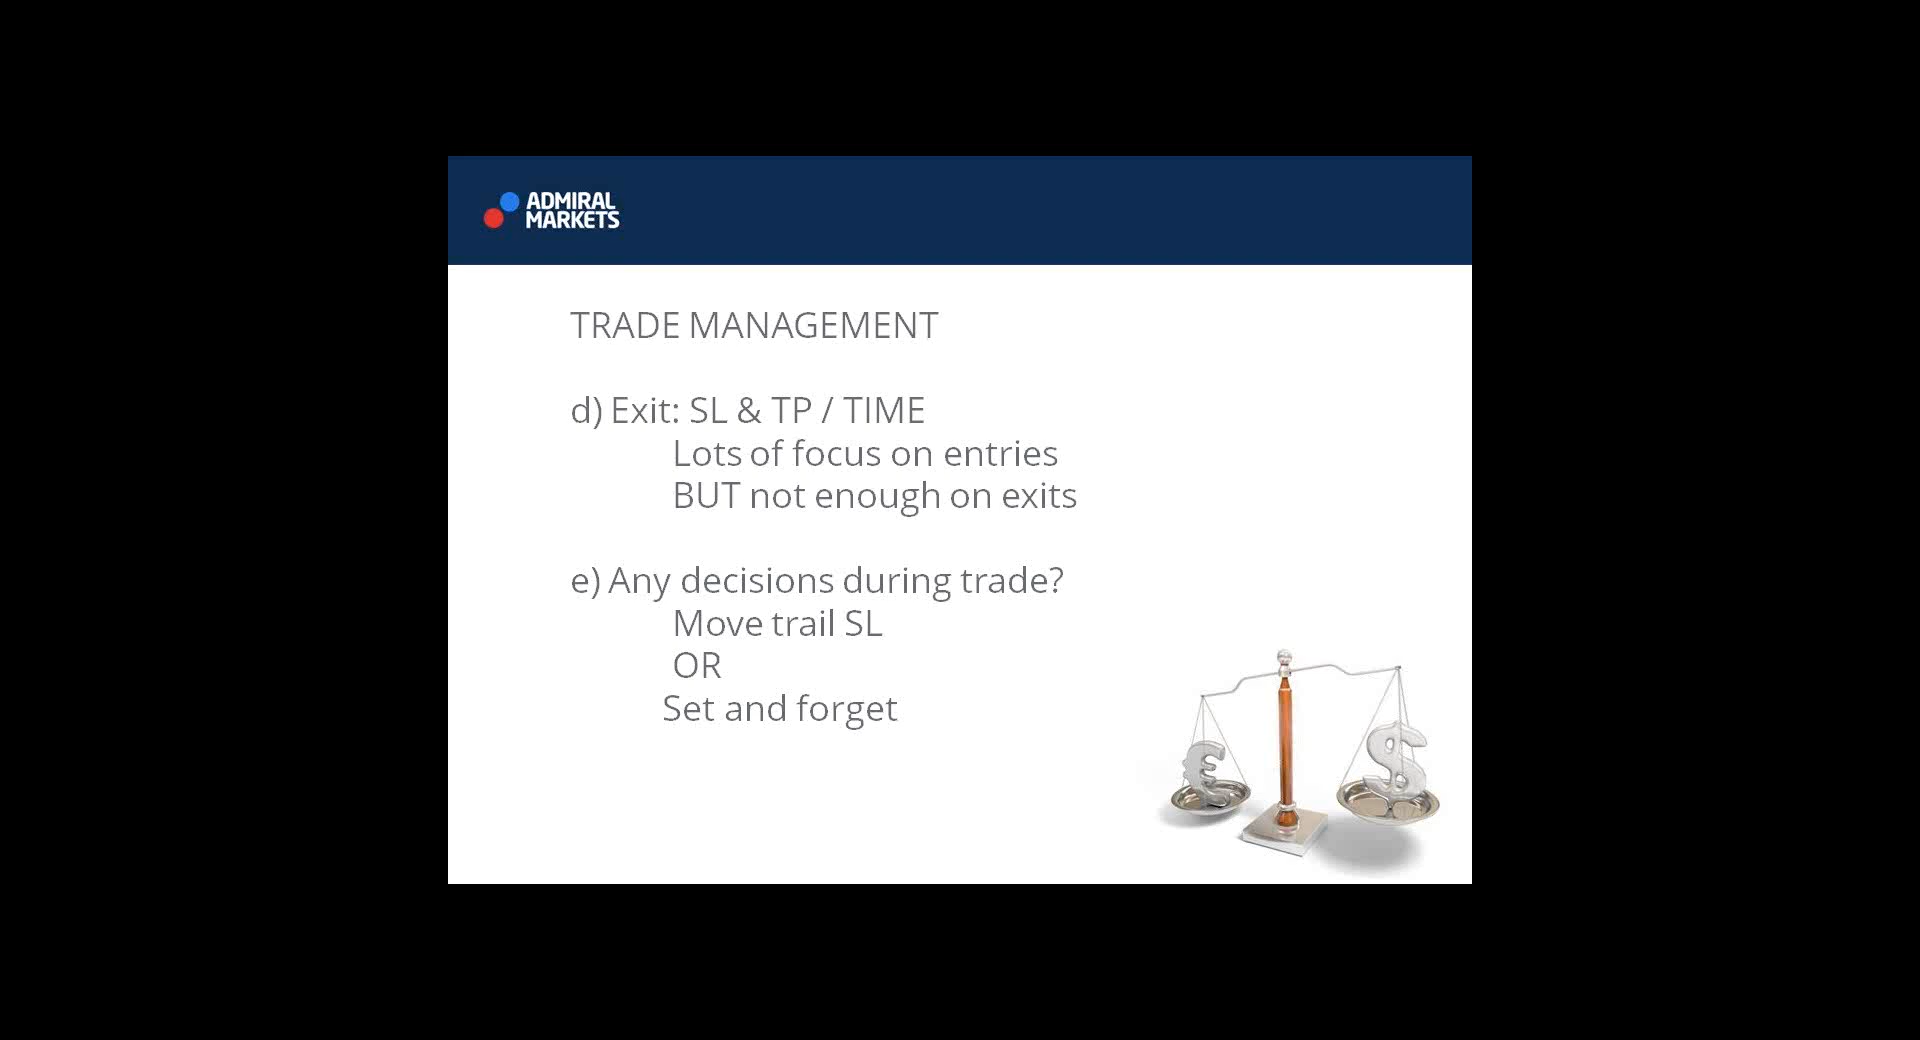 ADMIRAL
MARKETS
TRADE MANAGEMENT
d) Exit: SL & TP / TIME
Lots of focus on entries
BUT not enough on exits
e) Any decisions during trade?
Move trail SL
OR
Set and forget
€
$